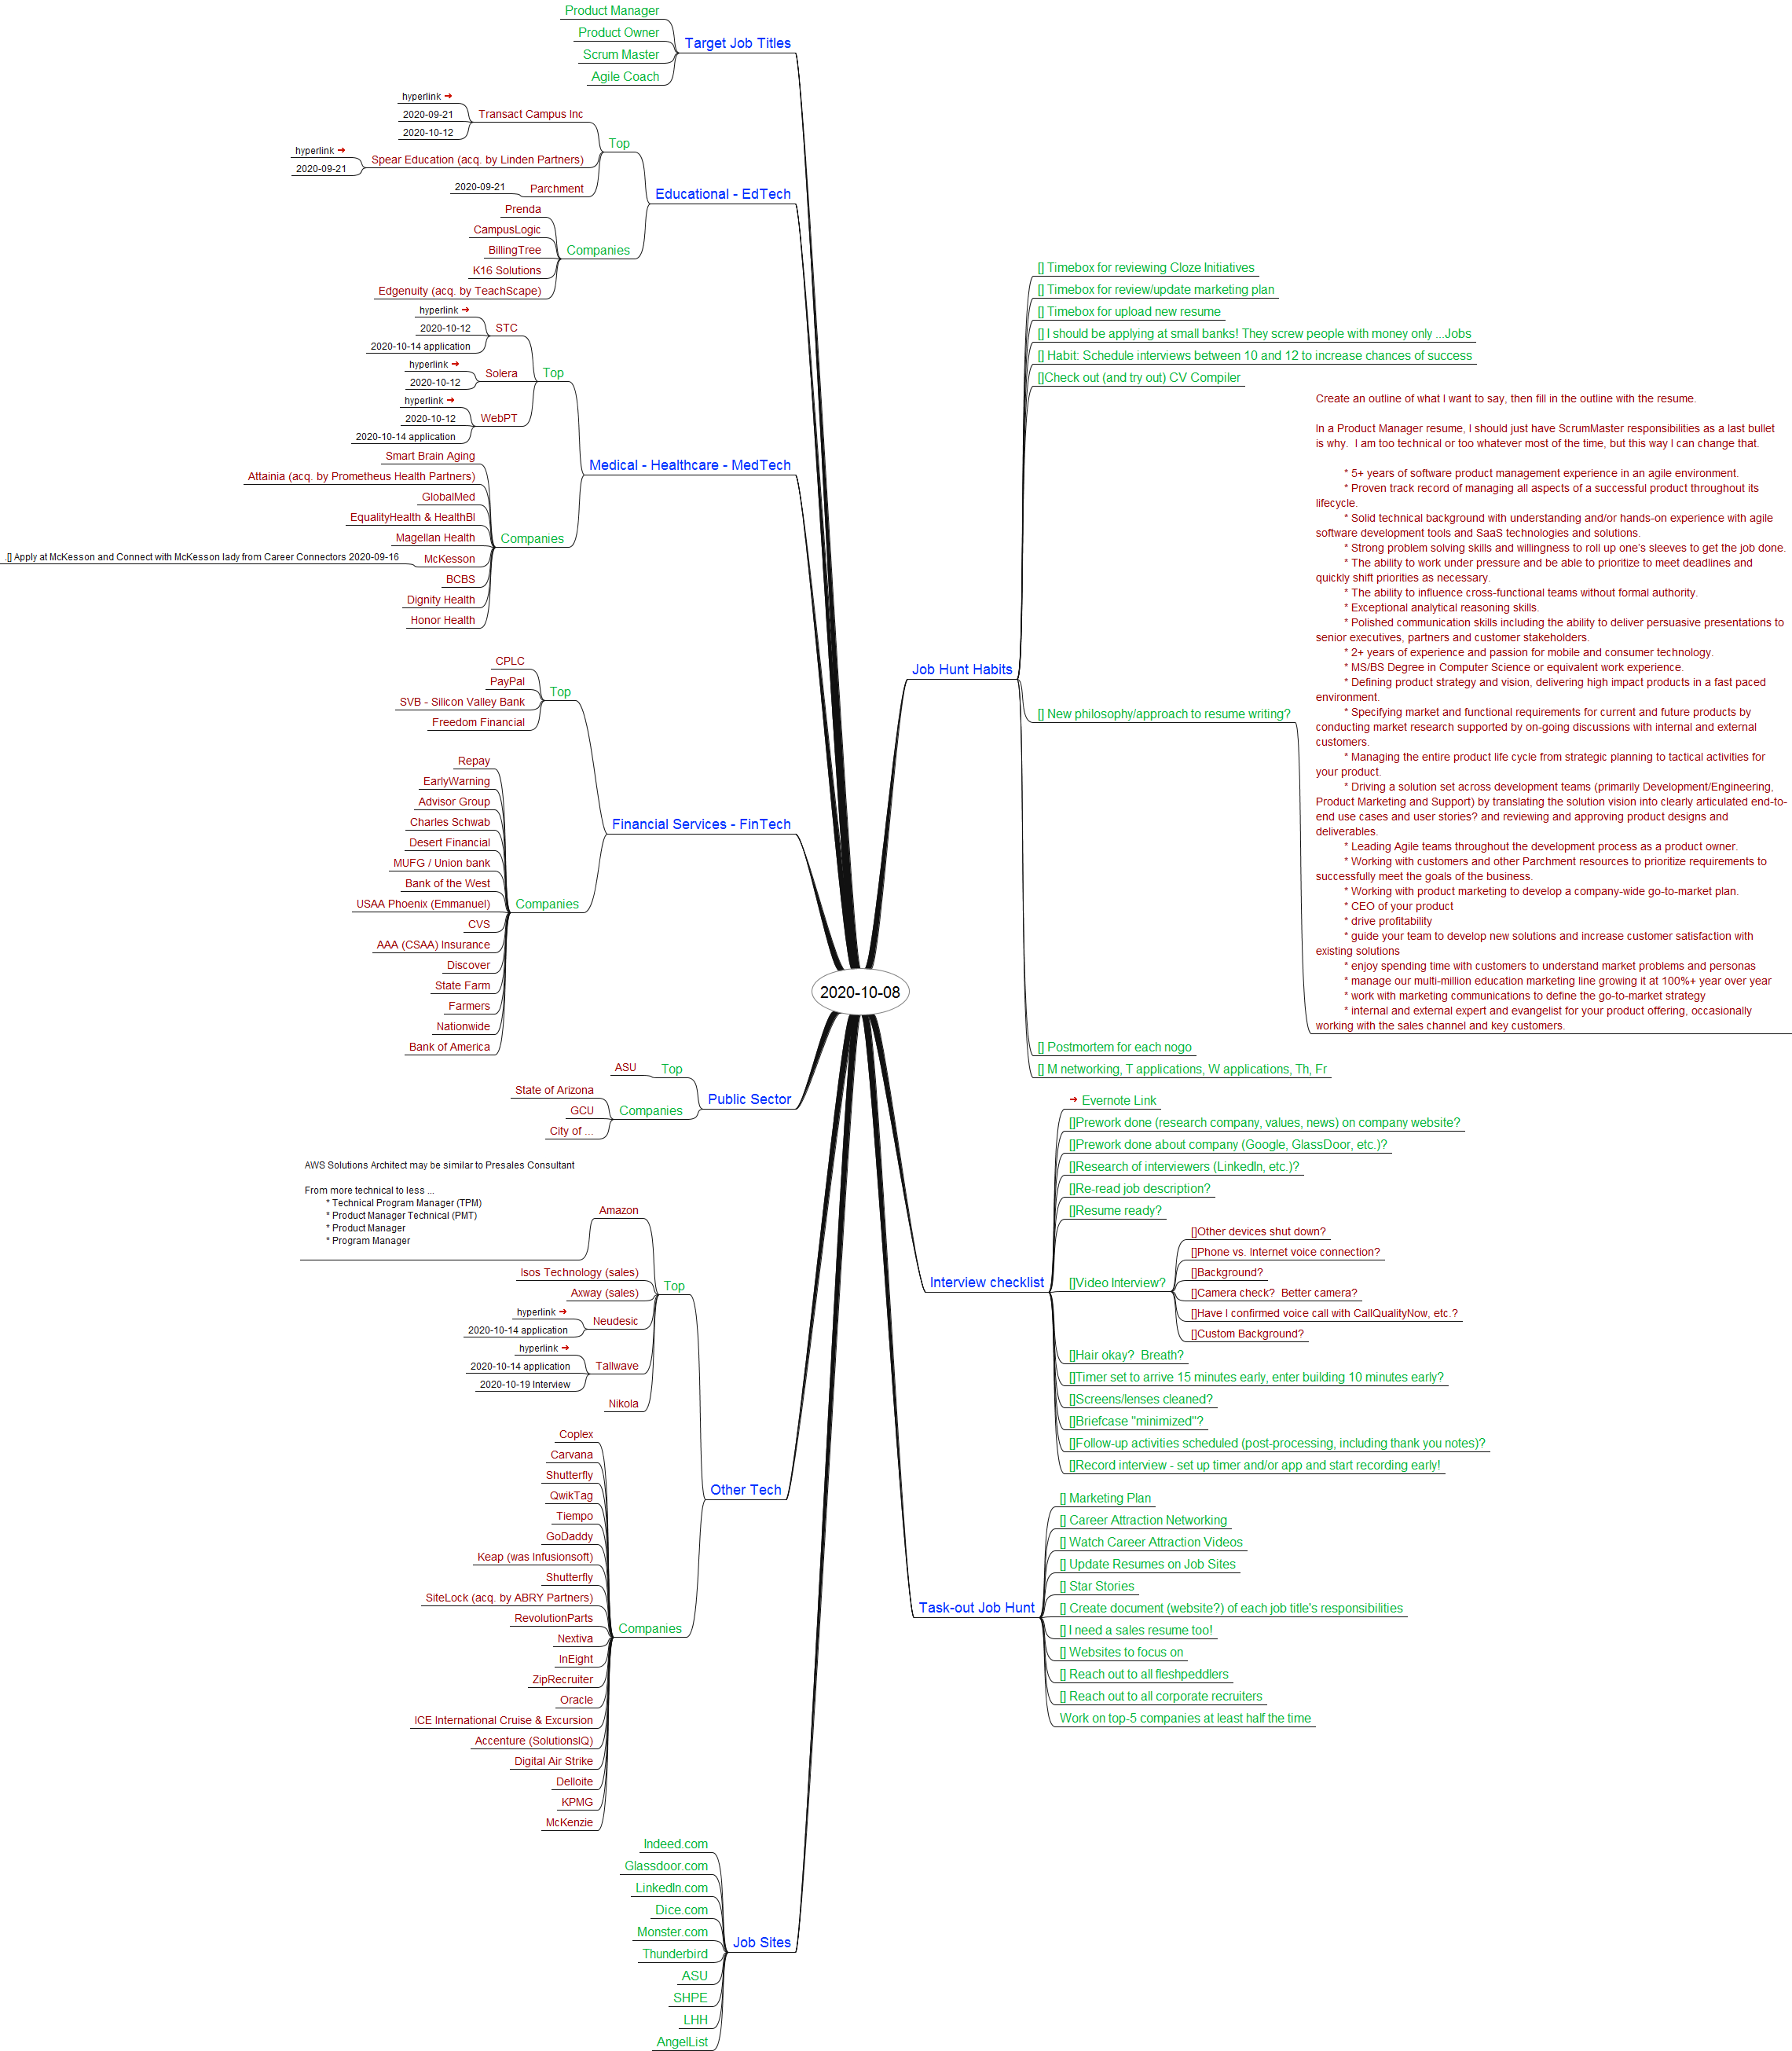 Product Manager
Product Owner
Scrum Master
Agile Coach
Target Job Titles
hyperlink
2020-09-21
2020-10-12
Transact Campus Inc
hyperlink
2020-09-21
Spear Education (acq. by Linden Partners)
2020-09-21
Parchment
Top
Prenda
CampusLogic
BillingTree
K16 Solutions
Edgenuity (acq. by TeachScape)
Companies
Educational - EdTech
hyperlink
2020-10-12
2020-10-14 application
STC
hyperlink
2020-10-12
Solera
hyperlink
2020-10-12
2020-10-14 application
WebPT
Top
Smart Brain Aging
Attainia (acq. by Prometheus Health Partners)
GlobalMed
EqualityHealth & HealthBI
Magellan Health
.[] Apply at McKesson and Connect with McKesson lady from Career Connectors 2020-09-16
McKesson
BCBS
Dignity Health
Honor Health
Companies
Medical - Healthcare - MedTech
CPLC
PayPal
SVB - Silicon Valley Bank
Freedom Financial
Top
Repay
EarlyWarning
Advisor Group
Charles Schwab
Desert Financial
MUFG / Union bank
Bank of the West
USAA Phoenix (Emmanuel)
CVS
AAA (CSAA) Insurance
Discover
State Farm
Farmers
Nationwide
Bank of America
Companies
Financial Services - FinTech
ASU
Top
State of Arizona
GCU
City of ...
Companies
Public Sector
AWS Solutions Architect may be similar to Presales Consultant
From more technical to less ...
* Technical Program Manager (TPM)
* Product Manager Technical (PMT)
* Product Manager
* Program Manager
Amazon
Isos Technology (sales)
Axway (sales)
hyperlink
2020-10-14 application
Neudesic
hyperlink
2020-10-14 application
2020-10-19 Interview
Tallwave
Nikola
Top
Coplex
Carvana
Shutterfly
QwikTag
Tiempo
GoDaddy
Keap (was Infusionsoft)
Shutterfly
SiteLock (acq. by ABRY Partners)
RevolutionParts
Nextiva
InEight
ZipRecruiter
Oracle
ICE International Cruise & Excursion
Accenture (SolutionsIQ)
Digital Air Strike
Delloite
KPMG
McKenzie
Companies
Other Tech
Indeed.com
Glassdoor.com
LinkedIn.com
Dice.com
Monster.com
Thunderbird
ASU
SHPE
LHH
AngelList
Job Sites
2020-10-08
Job Hunt Habits
[] Timebox for reviewing Cloze Initiatives
[] Timebox for review/update marketing plan
[] Timebox for upload new resume
[] I should be applying at small banks! They screw people with money only ...Jobs
[] Habit: Schedule interviews between 10 and 12 to increase chances of success
[]Check out (and try out) CV Compiler
[] New philosophy/approach to resume writing?
Create an outline of what I want to say, then fill in the outline with the resume.
In a Product Manager resume, I should just have ScrumMaster responsibilities as a last bullet
is why.  I am too technical or too whatever most of the time, but this way I can change that.
* 5+ years of software product management experience in an agile environment.
* Proven track record of managing all aspects of a successful product throughout its
lifecycle.
* Solid technical background with understanding and/or hands-on experience with agile
software development tools and SaaS technologies and solutions.
* Strong problem solving skills and willingness to roll up one's sleeves to get the job done.
* The ability to work under pressure and be able to prioritize to meet deadlines and
quickly shift priorities as necessary.
* The ability to influence cross-functional teams without formal authority.
* Exceptional analytical reasoning skills.
* Polished communication skills including the ability to deliver persuasive presentations to
senior executives, partners and customer stakeholders.
* 2+ years of experience and passion for mobile and consumer technology.
* MS/BS Degree in Computer Science or equivalent work experience.
* Defining product strategy and vision, delivering high impact products in a fast paced
environment.
* Specifying market and functional requirements for current and future products by
conducting market research supported by on-going discussions with internal and external
customers.
* Managing the entire product life cycle from strategic planning to tactical activities for
your product.
* Driving a solution set across development teams (primarily Development/Engineering,
Product Marketing and Support) by translating the solution vision into clearly articulated end-to-
end use cases and user stories? and reviewing and approving product designs and
deliverables.
* Leading Agile teams throughout the development process as a product owner.
* Working with customers and other Parchment resources to prioritize requirements to
successfully meet the goals of the business.
* Working with product marketing to develop a company-wide go-to-market plan.
* CEO of your product
* drive profitability
* guide your team to develop new solutions and increase customer satisfaction with
existing solutions
* enjoy spending time with customers to understand market problems and personas
* manage our multi-million education marketing line growing it at 100%+ year over year
* work with marketing communications to define the go-to-market strategy
* internal and external expert and evangelist for your product offering, occasionally
working with the sales channel and key customers.
[] Postmortem for each nogo
[] M networking, T applications, W applications, Th, Fr
Interview checklist
Evernote Link
[]Prework done (research company, values, news) on company website?
[]Prework done about company (Google, GlassDoor, etc.)?
[]Research of interviewers (LinkedIn, etc.)?
[]Re-read job description?
[]Resume ready?
[]Video Interview?
[]Other devices shut down?
[]Phone vs. Internet voice connection?
[]Background?
[]Camera check?  Better camera?
[]Have I confirmed voice call with CallQualityNow, etc.?
[]Custom Background?
[]Hair okay?  Breath?
[]Timer set to arrive 15 minutes early, enter building 10 minutes early?
[]Screens/lenses cleaned?
[]Briefcase "minimized"?
[]Follow-up activities scheduled (post-processing, including thank you notes)?
[]Record interview - set up timer and/or app and start recording early!
Task-out Job Hunt
[] Marketing Plan
[] Career Attraction Networking
[] Watch Career Attraction Videos
[] Update Resumes on Job Sites
[] Star Stories
[] Create document (website?) of each job title's responsibilities
[] I need a sales resume too!
[] Websites to focus on
[] Reach out to all fleshpeddlers
[] Reach out to all corporate recruiters
Work on top-5 companies at least half the time